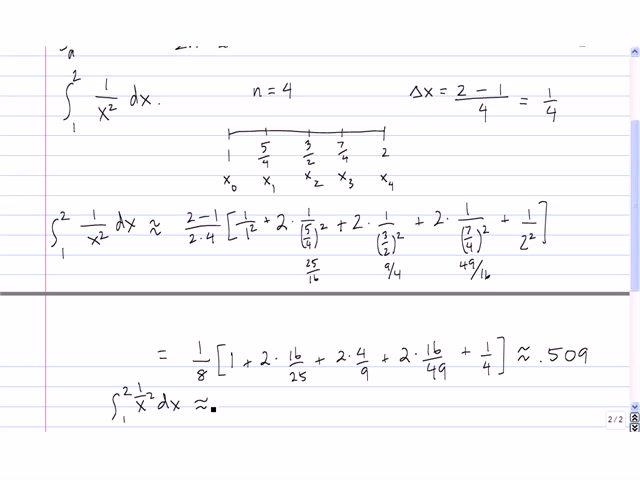 ∫₁² 1/x² dx. n = 4 Δx = (2 − 1)/4 = 1/4
1 5/4 3/2 7/4 2
x₀ x₁ x₂ x₃ x₄
∫₁² 1/x² dx ≈ (2−1)/(2·4) [1/1² + 2 · 1/(5/4)² + 2 · 1/(3/2)² + 2 · 1/(7/4)² + 1/2²]
25/16 9/4 49/16
= 1/8 [1 + 2 · 16/25 + 2 · 4/9 + 2 · 16/49 + 1/4] ≈ .509
∫₁² 1/x² dx ≈
2/2